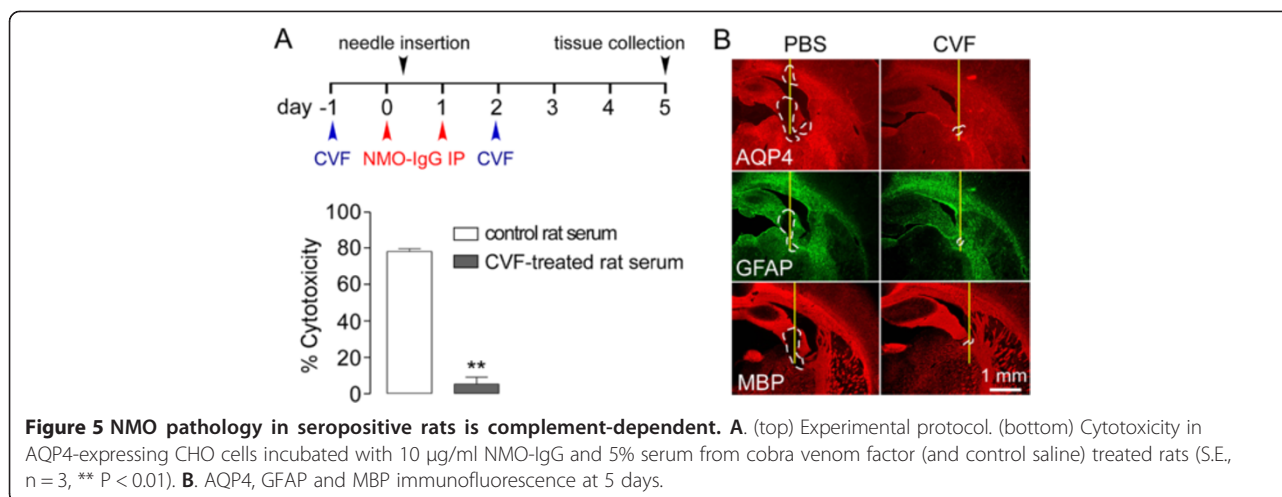 A
needle insertion
tissue collection
day -1 0 1 2 3 4 5
CVF NMO-IgG IP CVF
100
80
60
40
20
0
% Cytotoxicity
control rat serum
CVF-treated rat serum
**
B
PBS CVF
AQP4
GFAP
MBP
1 mm
Figure 5 NMO pathology in seropositive rats is complement-dependent. A. (top) Experimental protocol. (bottom) Cytotoxicity in
AQP4-expressing CHO cells incubated with 10 μg/ml NMO-IgG and 5% serum from cobra venom factor (and control saline) treated rats (S.E.,
n = 3, ** P < 0.01). B. AQP4, GFAP and MBP immunofluorescence at 5 days.